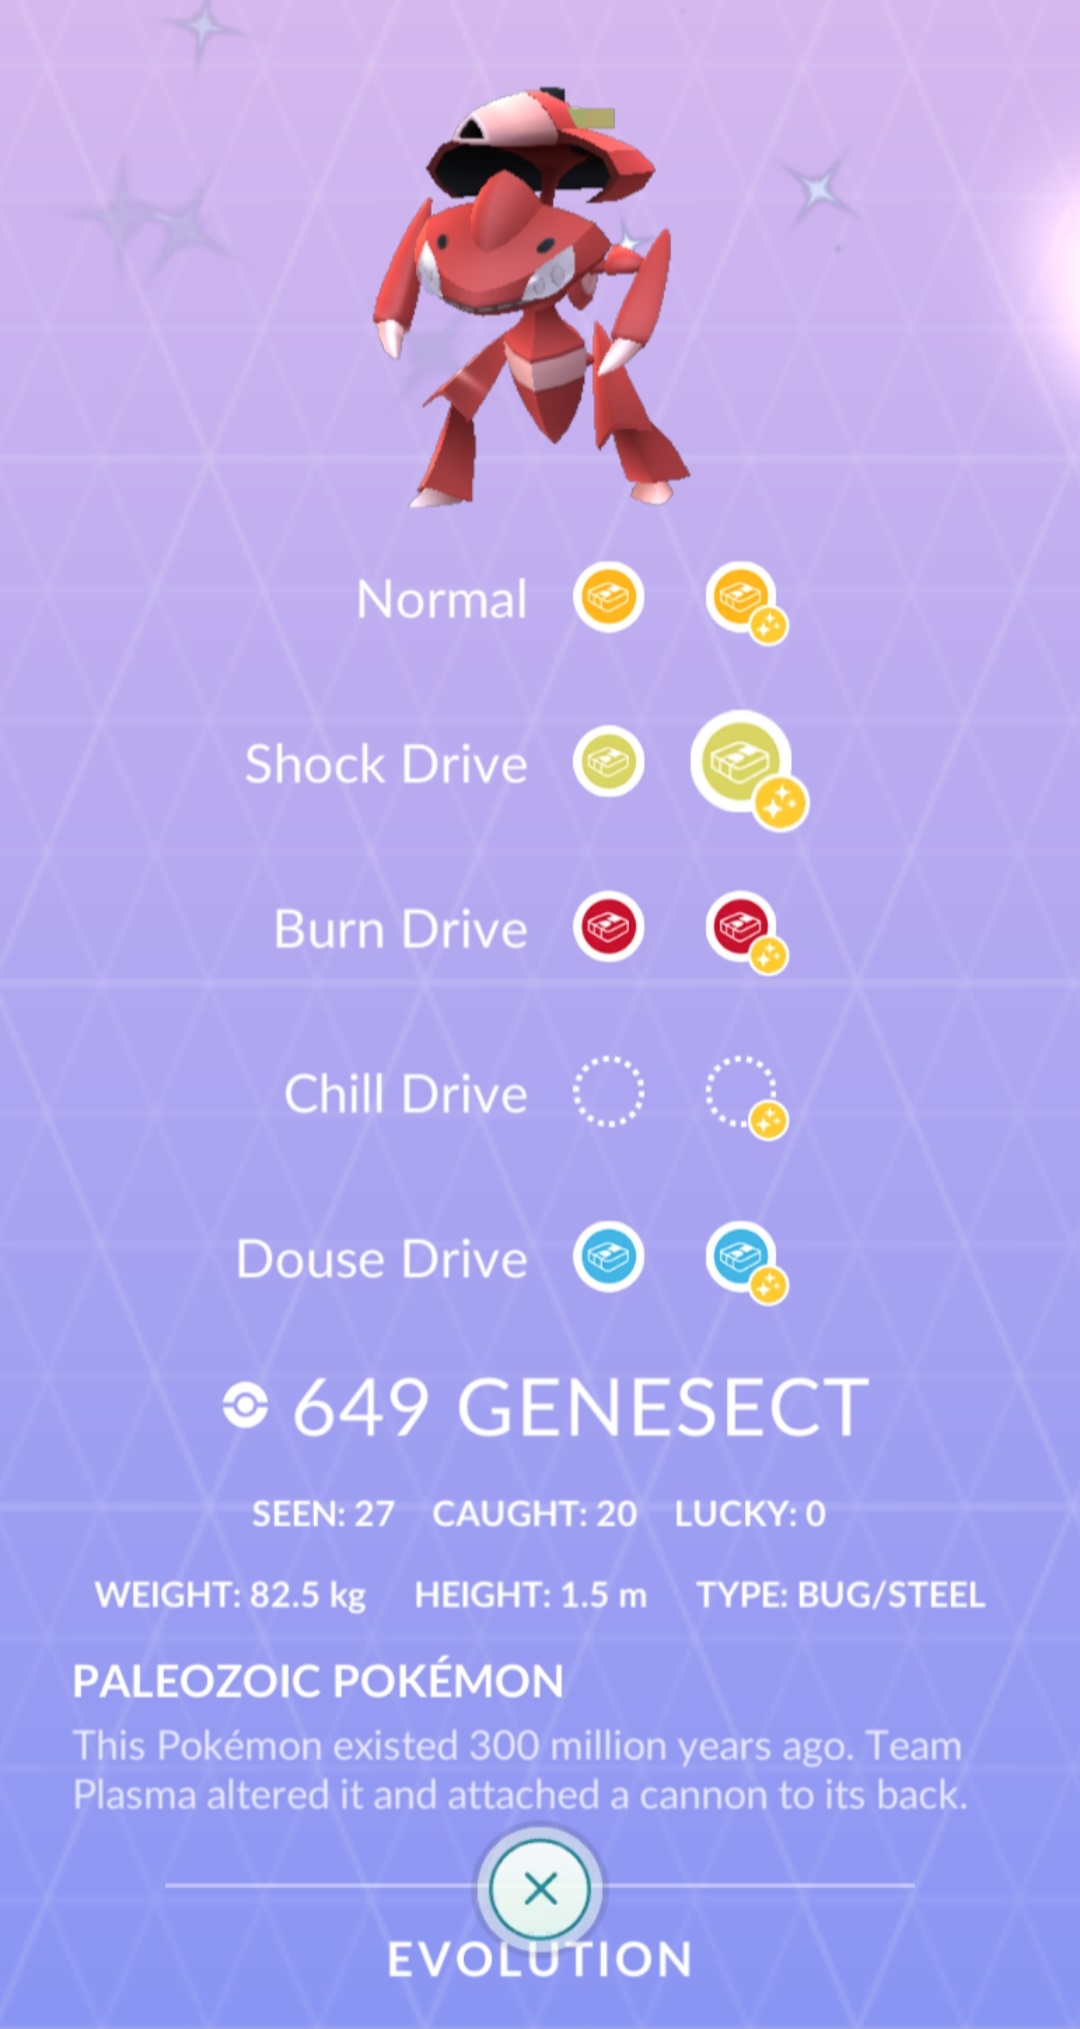 Normal
Shock Drive
Burn Drive
Chill Drive
Douse Drive
649 GENESECT
SEEN: 27 CAUGHT: 20 LUCKY: 0
WEIGHT: 82.5 kg HEIGHT: 1.5 m TYPE: BUG/STEEL
PALEOZOIC POKÉMON
This Pokémon existed 300 million years ago. Team
Plasma altered it and attached a cannon to its back.
EVOLUTION